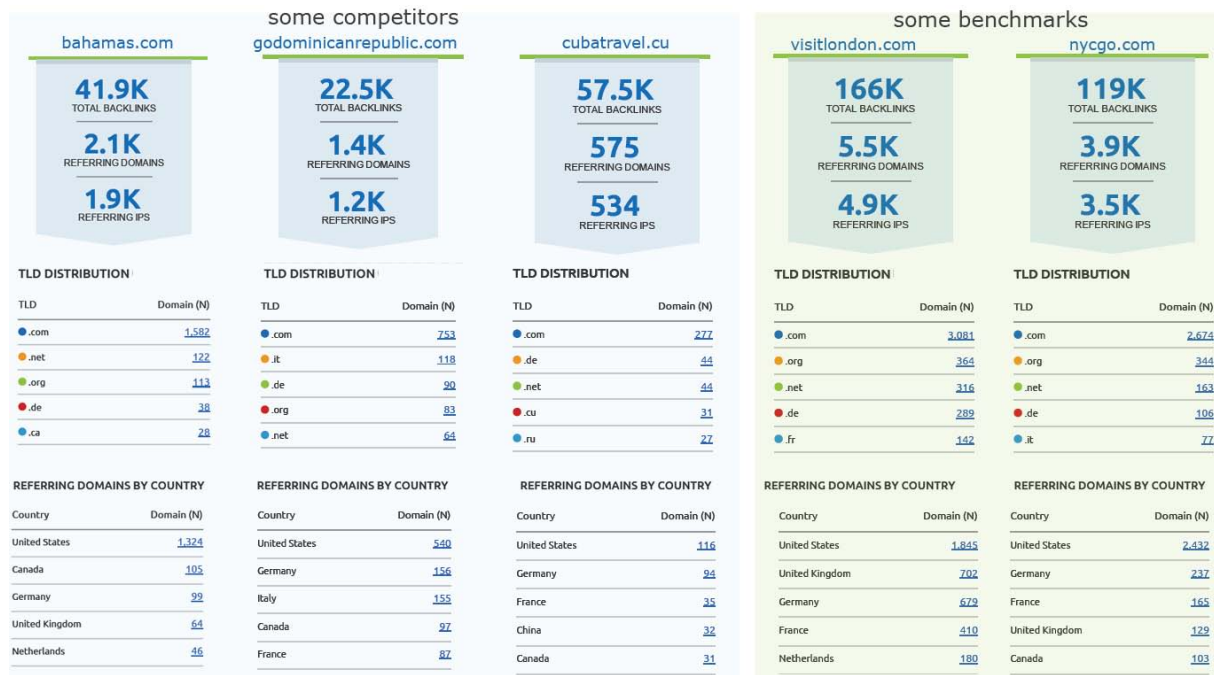 some competitors
bahamas.com
41.9K
TOTAL BACKLINKS
2.1K
REFERRING DOMAINS
1.9K
REFERRING IPS
TLD DISTRIBUTION
TLD Domain (N)
.com 1,582
.net 122
.org 113
.de 38
.ca 28
REFERRING DOMAINS BY COUNTRY
Country Domain (N)
United States 1,324
Canada 105
Germany 99
United Kingdom 64
Netherlands 46
godominicanrepublic.com
22.5K
TOTAL BACKLINKS
1.4K
REFERRING DOMAINS
1.2K
REFERRING IPS
TLD DISTRIBUTION
TLD Domain (N)
.com 753
.it 118
.de 90
.org 83
.net 64
REFERRING DOMAINS BY COUNTRY
Country Domain (N)
United States 540
Germany 156
Italy 155
Canada 97
France 87
cubatravel.cu
57.5K
TOTAL BACKLINKS
575
REFERRING DOMAINS
534
REFERRING IPS
TLD DISTRIBUTION
TLD Domain (N)
.com 277
.de 44
.net 44
.cu 31
.ru 27
REFERRING DOMAINS BY COUNTRY
Country Domain (N)
United States 116
Germany 94
France 35
China 32
Canada 31
some benchmarks
visitlondon.com
166K
TOTAL BACKLINKS
5.5K
REFERRING DOMAINS
4.9K
REFERRING IPS
TLD DISTRIBUTION
TLD Domain (N)
.com 3,081
.org 364
.net 316
.de 289
.fr 142
REFERRING DOMAINS BY COUNTRY
Country Domain (N)
United States 1,845
United Kingdom 702
Germany 679
France 410
Netherlands 180
nycgo.com
119K
TOTAL BACKLINKS
3.9K
REFERRING DOMAINS
3.5K
REFERRING IPS
TLD DISTRIBUTION
TLD Domain (N)
.com 2,674
.org 344
.net 163
.de 106
.it 77
REFERRING DOMAINS BY COUNTRY
Country Domain (N)
United States 2,432
Germany 237
France 165
United Kingdom 129
Canada 103